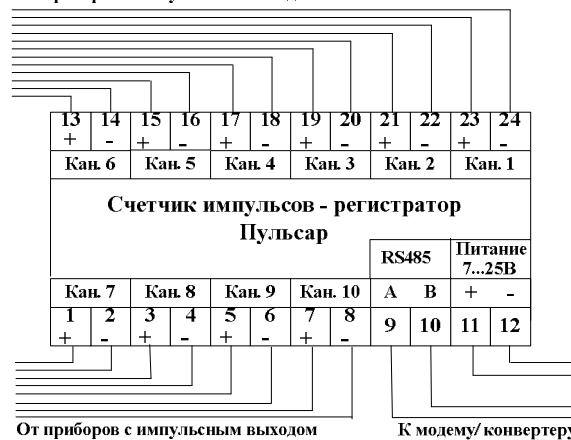 13 14 15 16 17 18 19 20 21 22 23 24
+ - + - + - + - + - + -
Кан. 6 Кан. 5 Кан. 4 Кан. 3 Кан. 2 Кан. 1
Счетчик импульсов - регистратор
Пульсар
RS485 Питание
7...25В
Кан. 7 Кан. 8 Кан. 9 Кан. 10 А В + -
1 2 3 4 5 6 7 8 9 10 11 12
+ - + - + - + -
От приборов с импульсным выходом К модему/ конвертеру